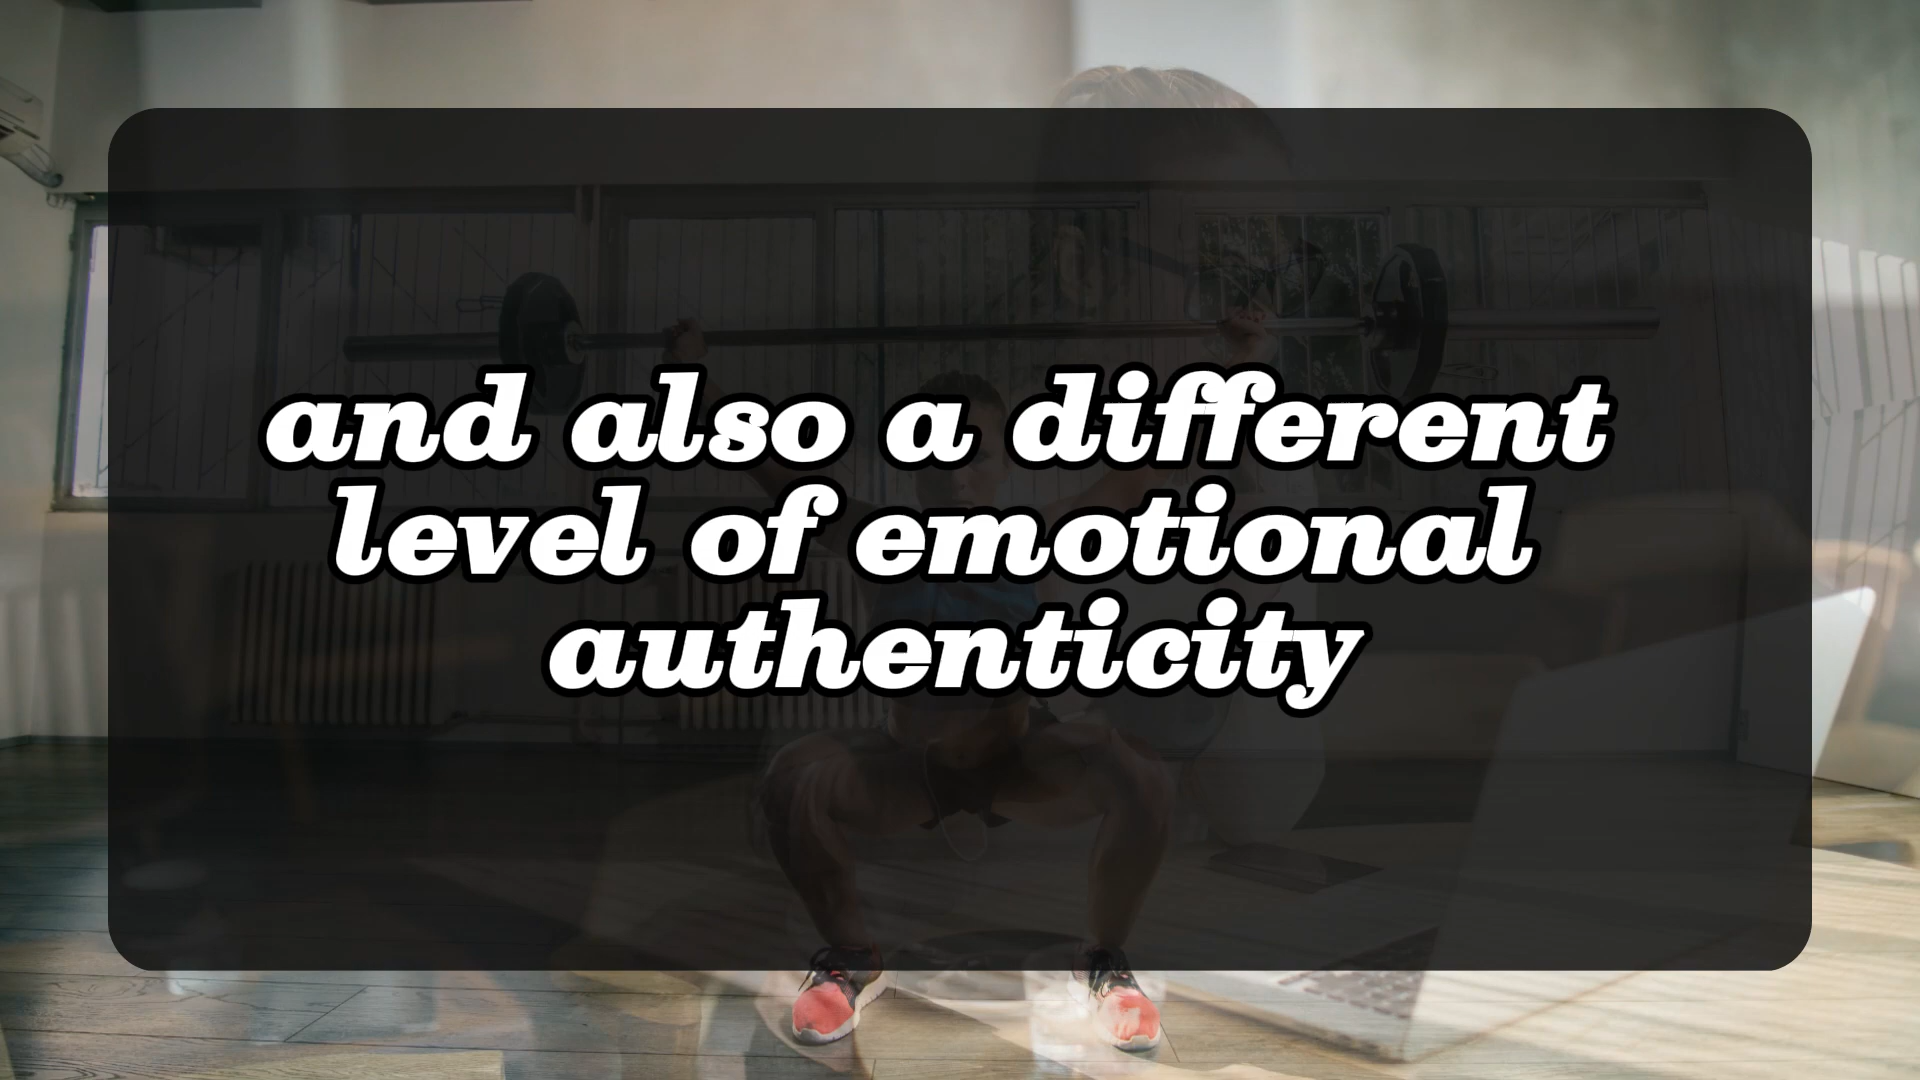 and also a different
level of emotional
authenticity